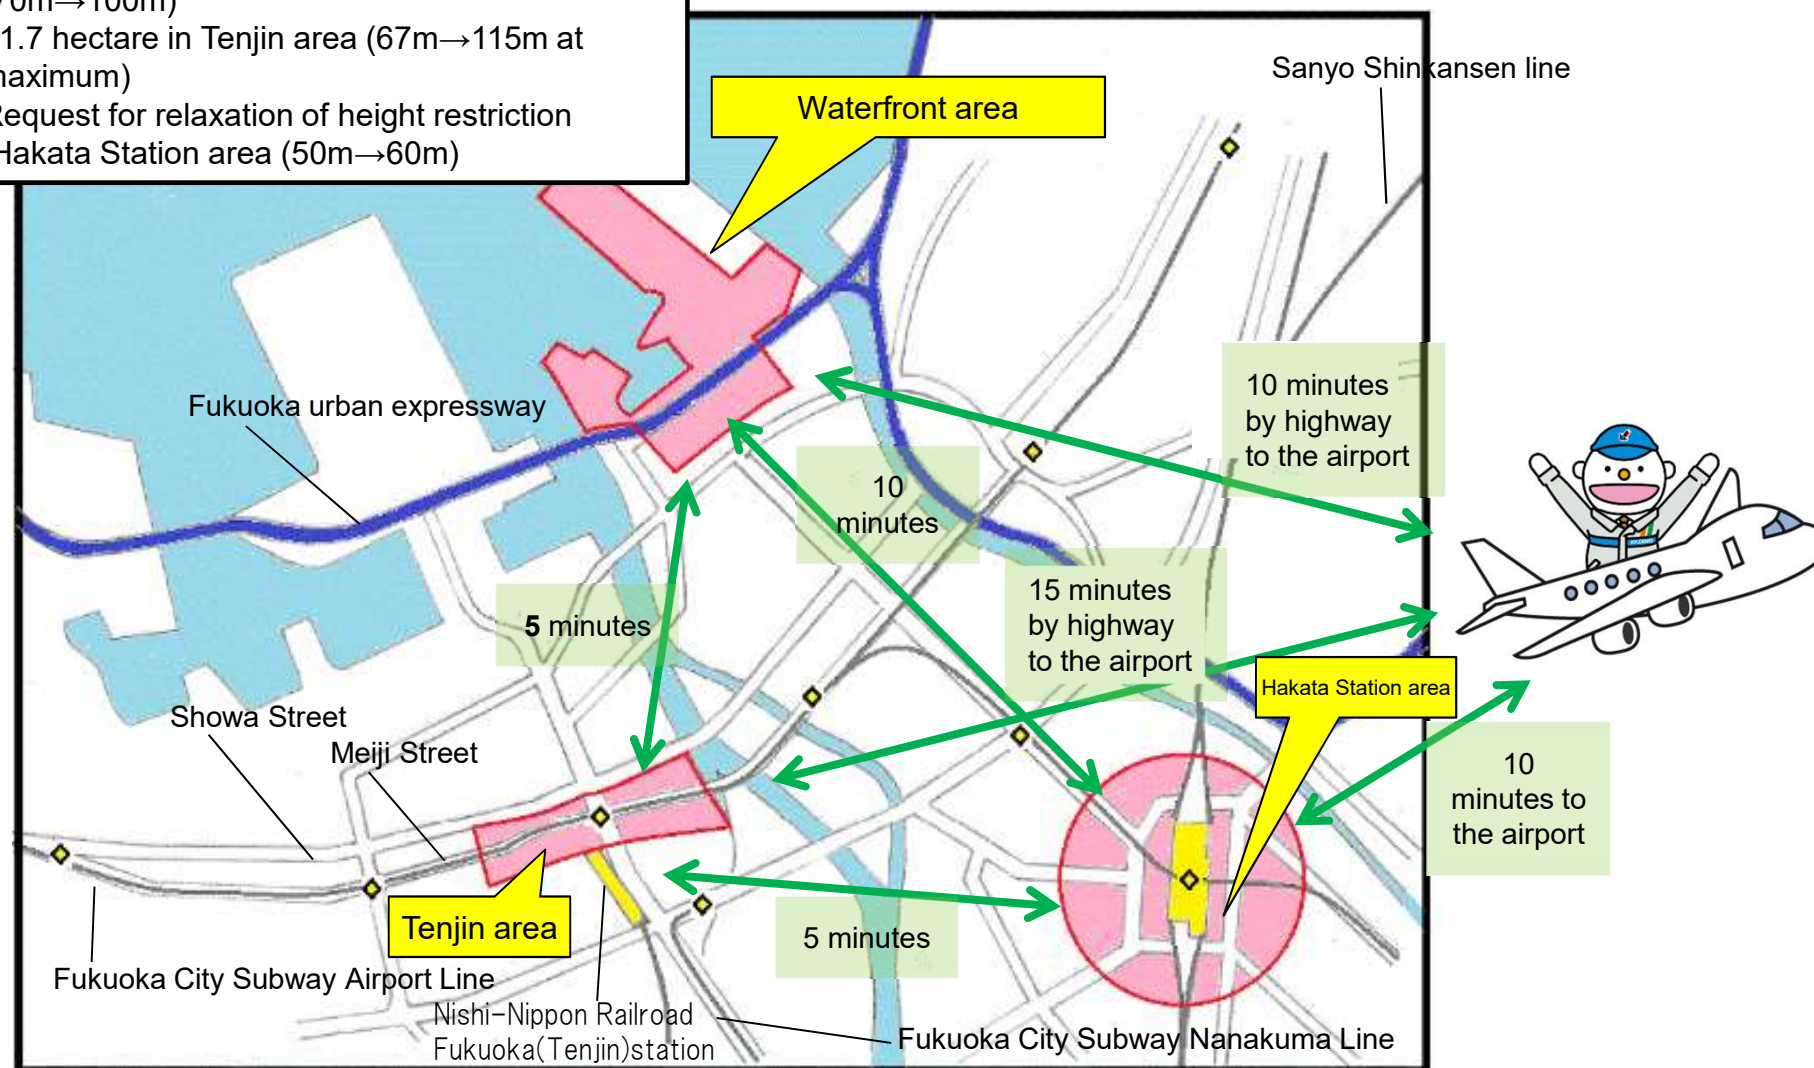 70m→100m)
1.7 hectare in Tenjin area (67m→115m at
maximum)
Request for relaxation of height restriction
Hakata Station area (50m→60m)
Waterfront area
Sanyo Shinkansen line
Fukuoka urban expressway
10 minutes
by highway
to the airport
10
minutes
5 minutes
15 minutes
by highway
to the airport
Hakata Station area
Showa Street
Meiji Street
10
minutes to
the airport
Tenjin area
5 minutes
Fukuoka City Subway Airport Line
Nishi-Nippon Railroad
Fukuoka(Tenjin)station
Fukuoka City Subway Nanakuma Line